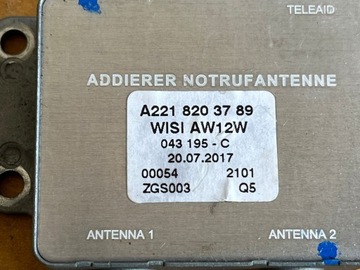 TELEAID
ADDIERER NOTRUFANTENNE
A221 820 37 89
WISI AW12W
043 195 - C
20.07.2017
00054 2101
ZGS003 Q5
ANTENNA 1 ANTENNA 2